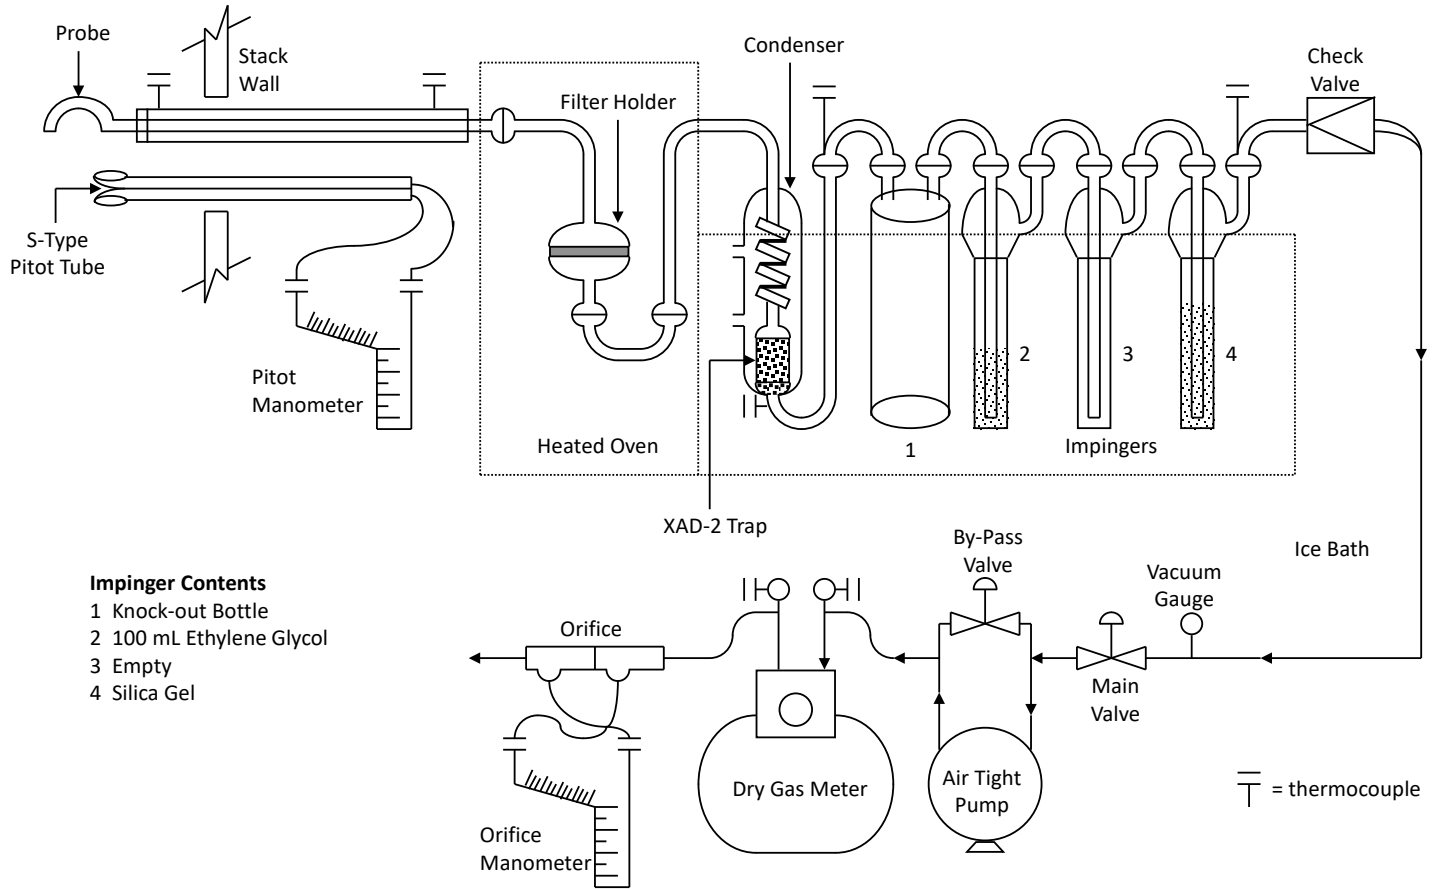 Probe
Stack
Wall
Condenser
Check
Valve
Filter Holder
S-Type
Pitot Tube
Pitot
Manometer
2
3
4
Heated Oven
1
Impingers
XAD-2 Trap
By-Pass
Valve
Ice Bath
Vacuum
Gauge
Impinger Contents
1 Knock-out Bottle
2 100 mL Ethylene Glycol
3 Empty
4 Silica Gel
Orifice
Main
Valve
Dry Gas Meter
Air Tight
Pump
= thermocouple
Orifice
Manometer